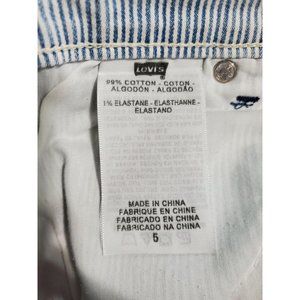 LEVI'S
99% COTTON - COTON -
ALGODÓN - ALGODÃO
1% ELASTANE - ELASTHANNE -
ELASTANO
MADE IN CHINA
FABRIQUE EN CHINE
FABRICADO EN CHINA
FABRICADO NA CHINA
5